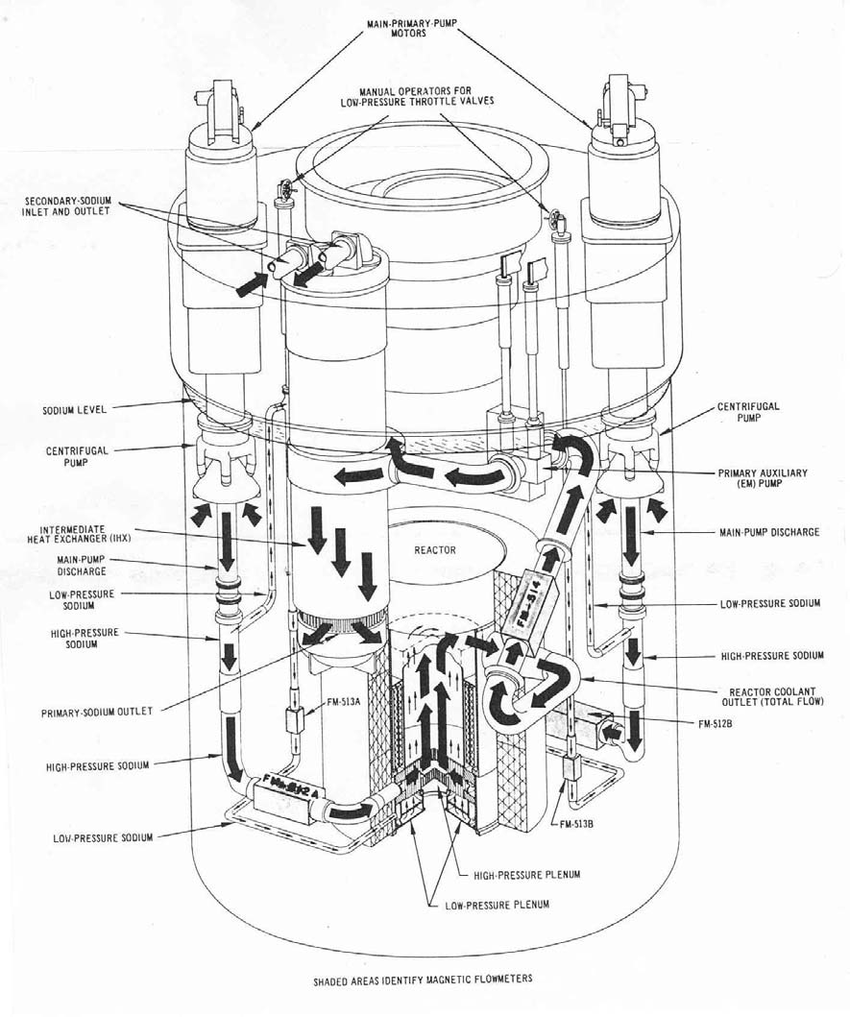 MAIN-PRIMARY-PUMP
MOTORS
MANUAL OPERATORS FOR
LOW-PRESSURE THROTTLE VALVES
SECONDARY-SODIUM
INLET AND OUTLET
SODIUM LEVEL
CENTRIFUGAL
PUMP
CENTRIFUGAL
PUMP
PRIMARY AUXILIARY
(EM) PUMP
INTERMEDIATE
HEAT EXCHANGER (IHX)
MAIN-PUMP DISCHARGE
REACTOR
MAIN-PUMP
DISCHARGE
LOW-PRESSURE
SODIUM
LOW-PRESSURE SODIUM
FM-514
HIGH-PRESSURE
SODIUM
HIGH-PRESSURE SODIUM
REACTOR COOLANT
OUTLET (TOTAL FLOW)
FM-513A
PRIMARY-SODIUM OUTLET
FM-512B
HIGH-PRESSURE SODIUM
FM-512A
LOW-PRESSURE SODIUM
FM-513B
HIGH-PRESSURE PLENUM
LOW-PRESSURE PLENUM
SHADED AREAS IDENTIFY MAGNETIC FLOWMETERS